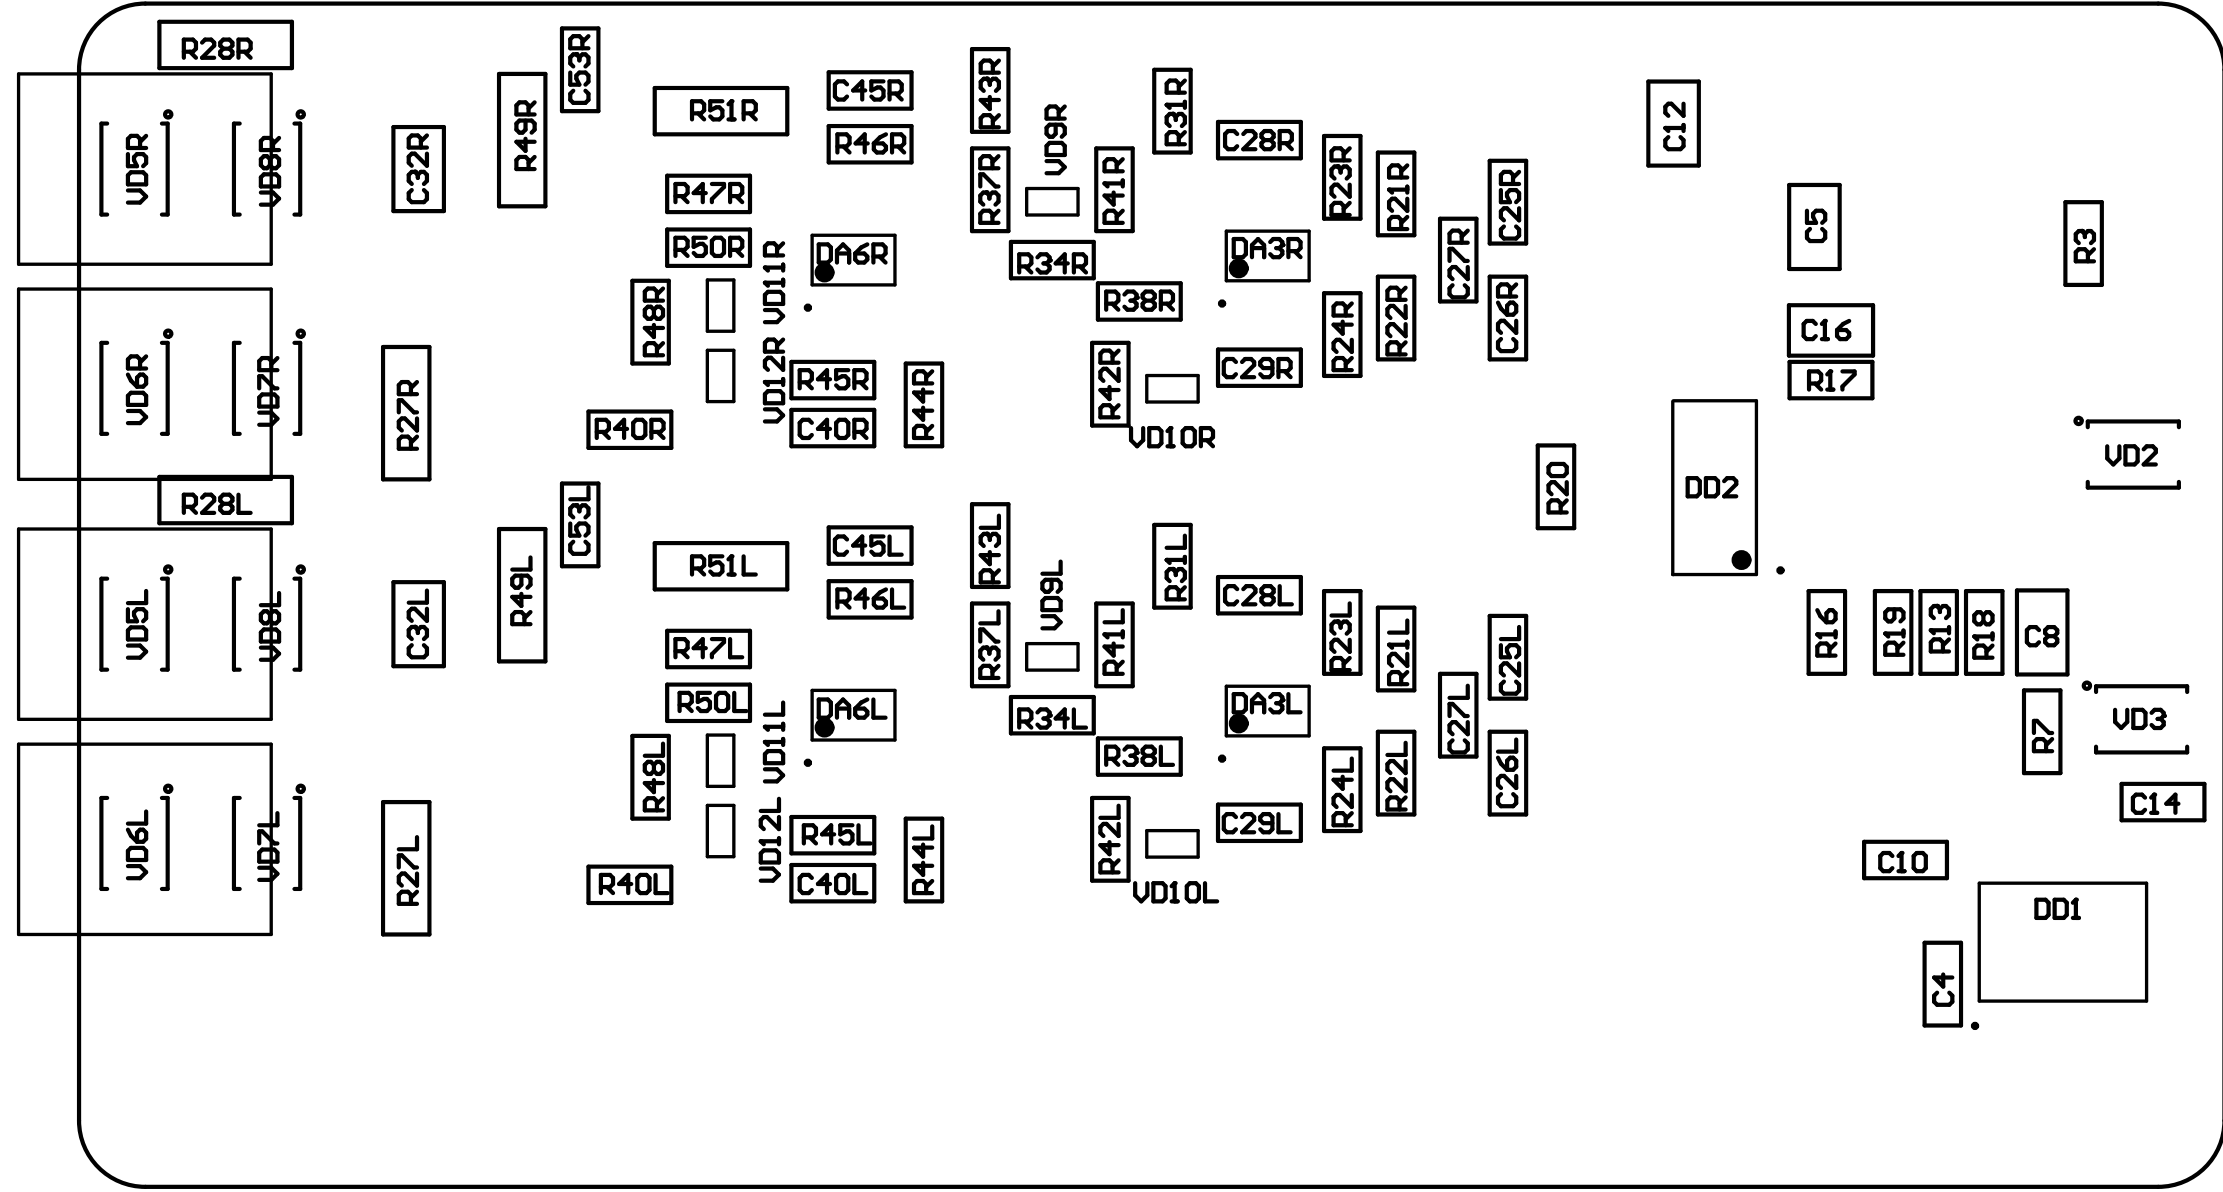 R28R
C53R
R43R
C45R
R51R
R31R
C12
R49R
VD9R
R46R
C28R
VD5R
VD8R
C32R
R23R
R37R
R41R
R21R
C25R
R47R
C5
R3
R50R
VD11R
DA6R
R34R
DA3R
C27R
R48R
R38R
R24R
R22R
C26R
C16
VD6R
VD7R
R27R
VD12R
R45R
R44R
R42R
C29R
R17
R40R
C40R
VD10R
VD2
R28L
C53L
R20
DD2
R43L
C45L
R51L
R31L
R49L
VD9L
R46L
C28L
VD5L
VD8L
C32L
R23L
R37L
R41L
R21L
C25L
R16
R19
R13
R18
C8
R47L
R50L
VD11L
DA6L
R34L
DA3L
C27L
R7
VD3
R48L
R38L
R24L
R22L
C26L
C14
VD6L
VD7L
R27L
VD12L
R45L
R44L
R42L
C29L
C10
R40L
C40L
VD10L
DD1
C4